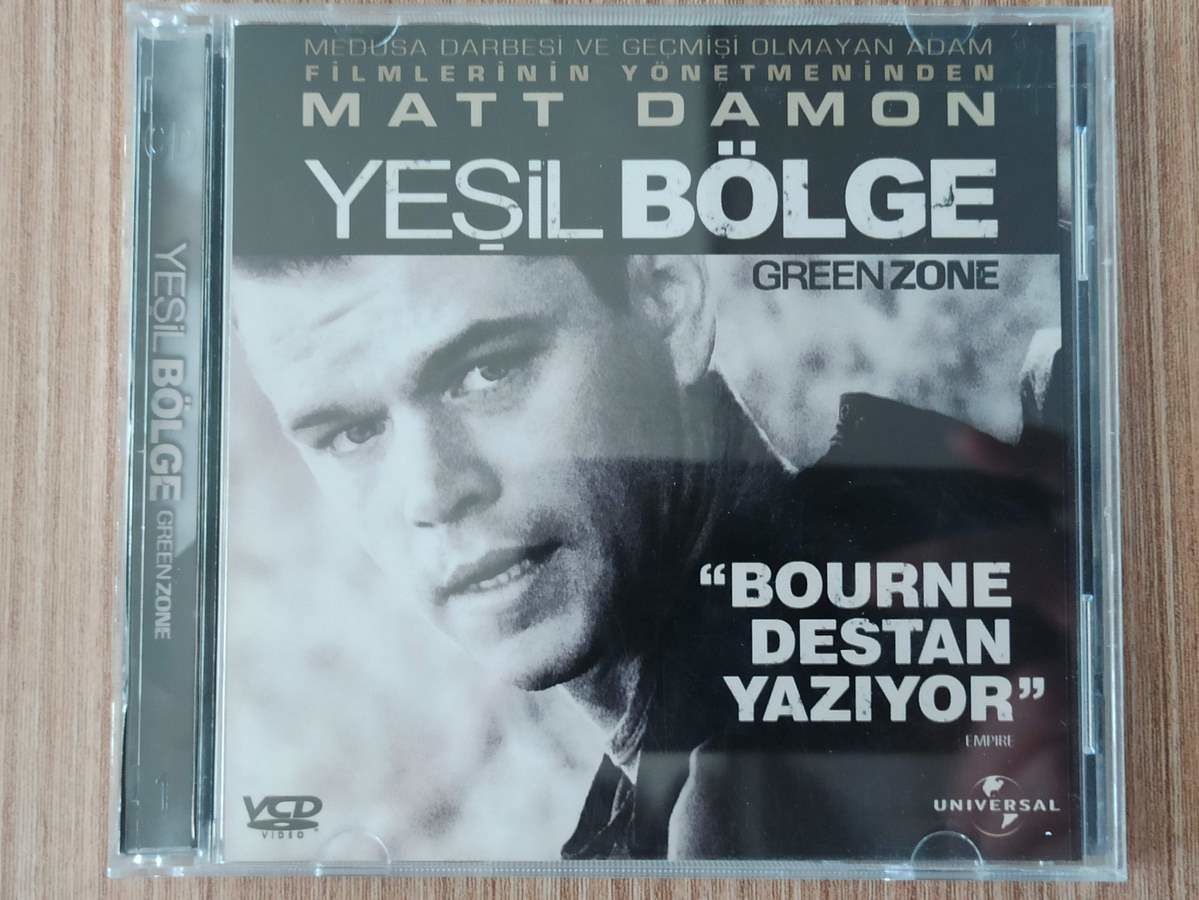 MEDUSA DARBESİ VE GEÇMİŞİ OLMAYAN ADAM
FİLMLERİNİN YÖNETMENİNDEN
MATT DAMON
YEŞİL BÖLGE
GREEN ZONE
"BOURNE
DESTAN
YAZIYOR"
EMPIRE
UNIVERSAL
VCD
VIDEO
YEŞİL BÖLGE GREEN ZONE